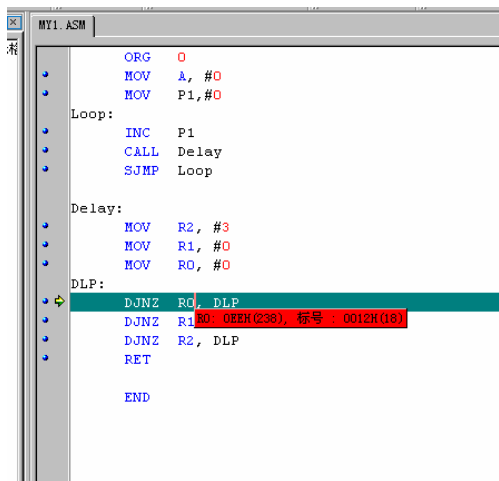 MY1.ASM
格
ORG 0
MOV A, #0
MOV P1,#0
Loop:
INC P1
CALL Delay
SJMP Loop
Delay:
MOV R2, #3
MOV R1, #0
MOV R0, #0
DLP:
DJNZ R0, DLP
DJNZ R1
R0: 0EEH(238), 标号 : 0012H(18)
DJNZ R2, DLP
RET
END